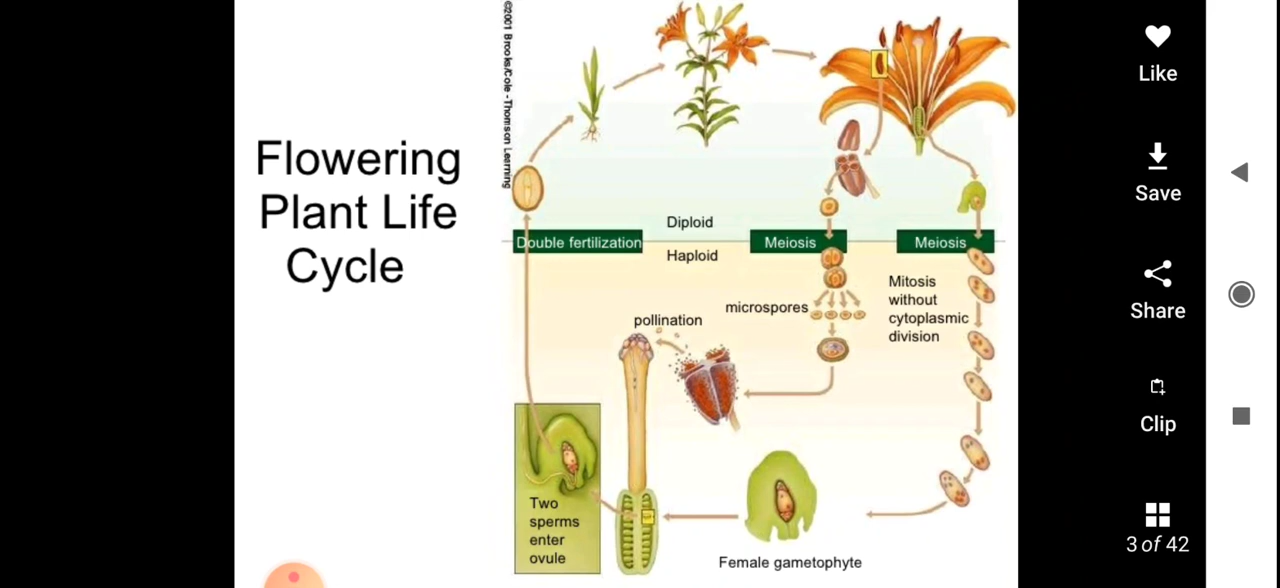 ©2001 Brooks/Cole - Thomson Learning
Flowering
Plant Life
Cycle
Diploid
Double fertilization
Meiosis
Meiosis
Haploid
Mitosis
without
cytoplasmic
division
microspores
pollination
Two
sperms
enter
ovule
Female gametophyte
Like
Save
Share
Clip
3 of 42